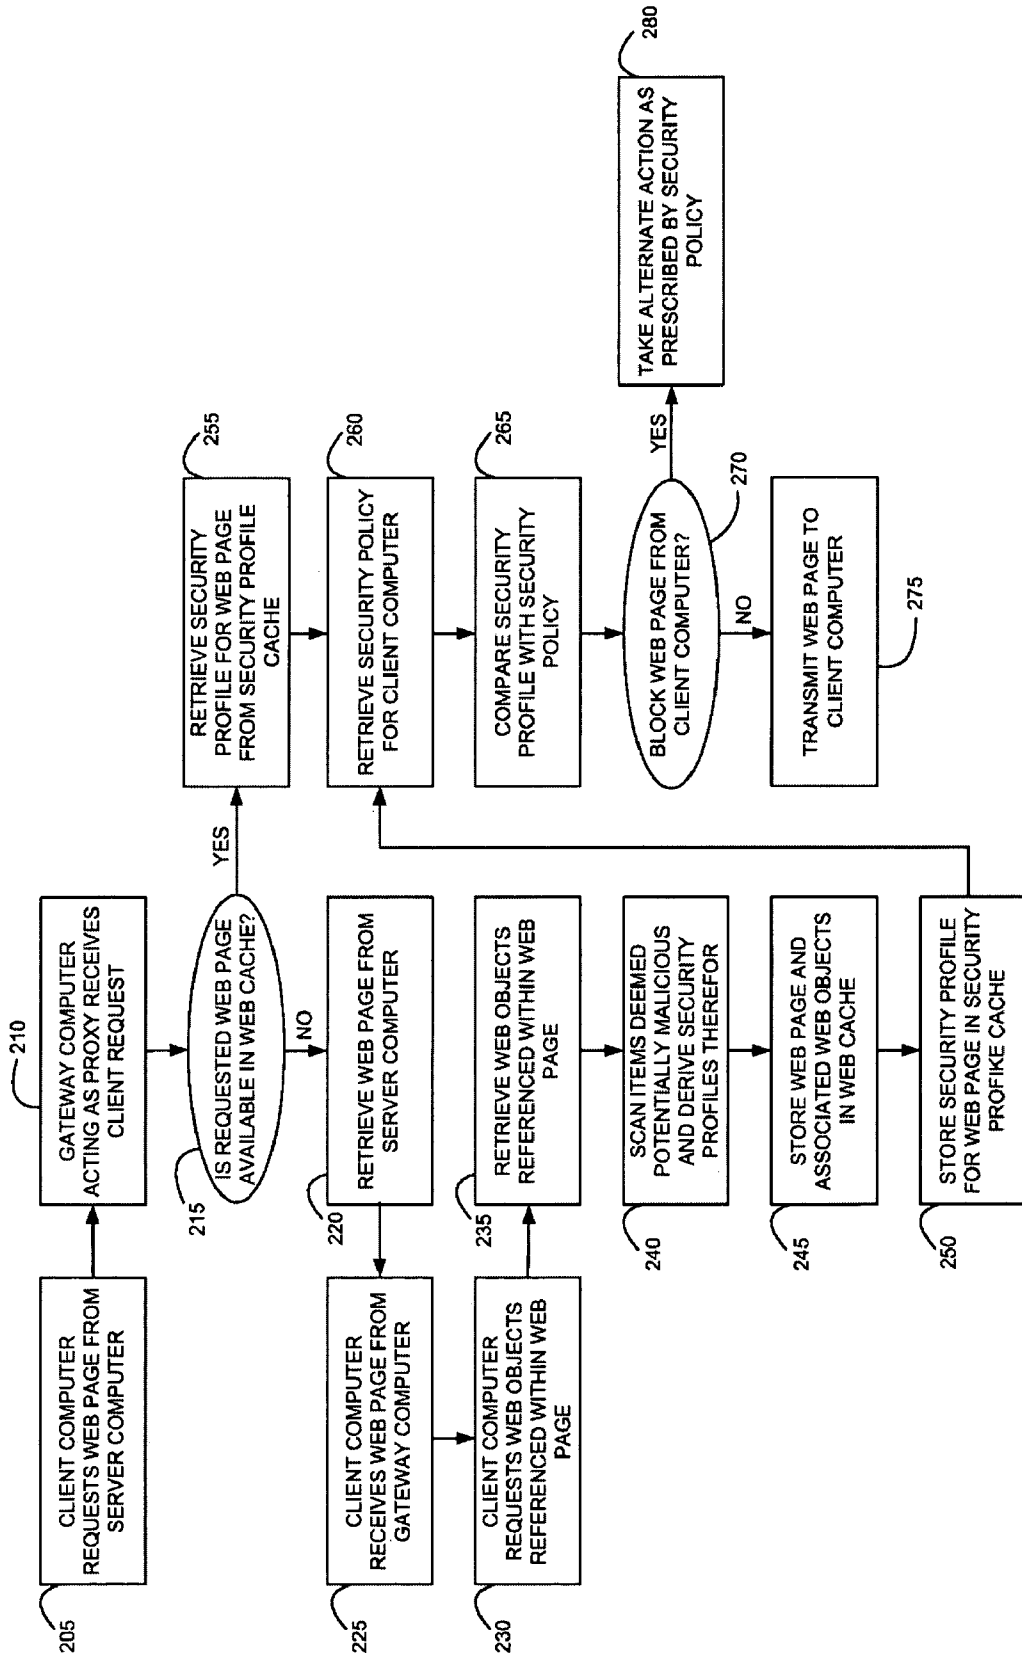 205
CLIENT COMPUTER
REQUESTS WEB PAGE FROM
SERVER COMPUTER
210
GATEWAY COMPUTER
ACTING AS PROXY RECEIVES
CLIENT REQUEST
215
IS REQUESTED WEB PAGE
AVAILABLE IN WEB CACHE?
YES
NO
220
RETRIEVE WEB PAGE FROM
SERVER COMPUTER
225
CLIENT COMPUTER
RECEIVES WEB PAGE FROM
GATEWAY COMPUTER
230
CLIENT COMPUTER
REQUESTS WEB OBJECTS
REFERENCED WITHIN WEB
PAGE
235
RETRIEVE WEB OBJECTS
REFERENCED WITHIN WEB
PAGE
240
SCAN ITEMS DEEMED
POTENTIALLY MALICIOUS
AND DERIVE SECURITY
PROFILES THEREFOR
245
STORE WEB PAGE AND
ASSOCIATED WEB OBJECTS
IN WEB CACHE
250
STORE SECURITY PROFILE
FOR WEB PAGE IN SECURITY
PROFIKE CACHE
255
RETRIEVE SECURITY
PROFILE FOR WEB PAGE
FROM SECURITY PROFILE
CACHE
260
RETRIEVE SECURITY POLICY
FOR CLIENT COMPUTER
265
COMPARE SECURITY
PROFILE WITH SECURITY
POLICY
270
BLOCK WEB PAGE FROM
CLIENT COMPUTER?
YES
NO
275
TRANSMIT WEB PAGE TO
CLIENT COMPUTER
280
TAKE ALTERNATE ACTION AS
PRESCRIBED BY SECURITY
POLICY